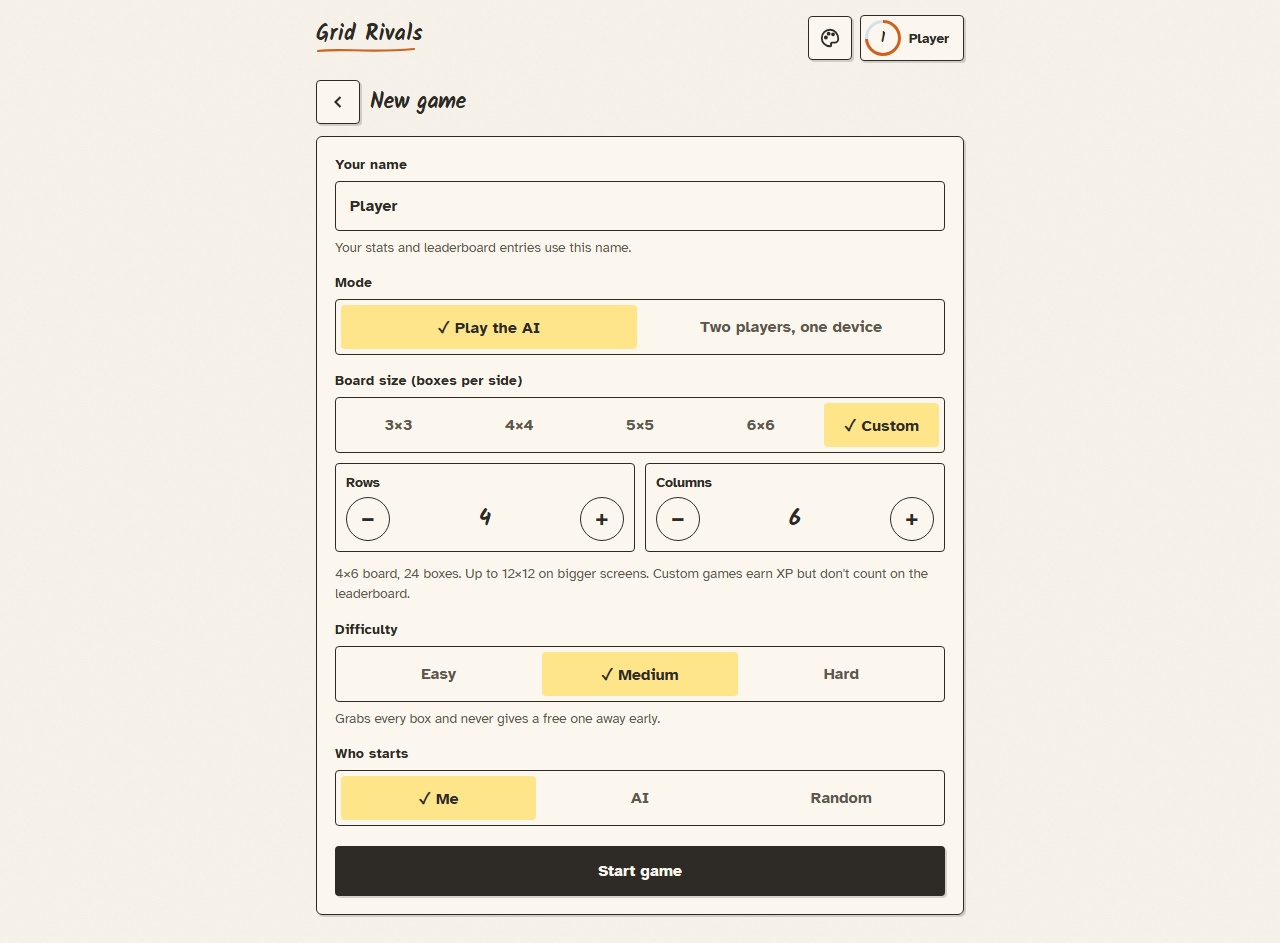 Grid Rivals
1
Player
New game
Your name
Player
Your stats and leaderboard entries use this name.
Mode
✓ Play the AI
Two players, one device
Board size (boxes per side)
3×3
4×4
5×5
6×6
✓ Custom
Rows
− 4 +
Columns
− 6 +
4×6 board, 24 boxes. Up to 12×12 on bigger screens. Custom games earn XP but don't count on the
leaderboard.
Difficulty
Easy
✓ Medium
Hard
Grabs every box and never gives a free one away early.
Who starts
✓ Me
AI
Random
Start game